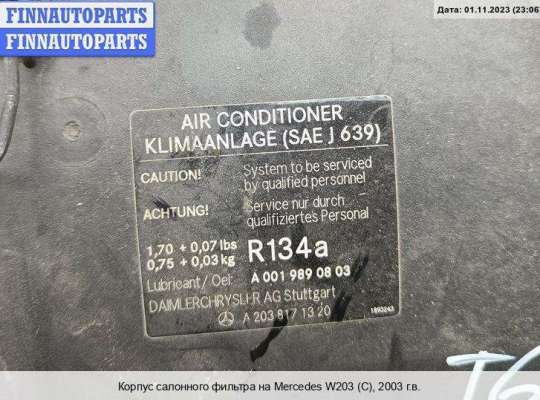 FINNAUTOPARTS
FINNAUTOPARTS
Дата: 01.11.2023 (23:06
AIR CONDITIONER
KLIMAANLAGE (SAE J 639)
CAUTION! System to be serviced
by qualified personnel
ACHTUNG! Service nur durch
qualifiziertes Personal
1,70 + 0,07 lbs
0,75 + 0,03 kg R134a
Lubricant/Oel: A 001 989 08 03
DAIMLERCHRYSLER AG Stuttgart
A 203 817 13 20 1890243
Корпус салонного фильтра на Mercedes W203 (C), 2003 г.в.